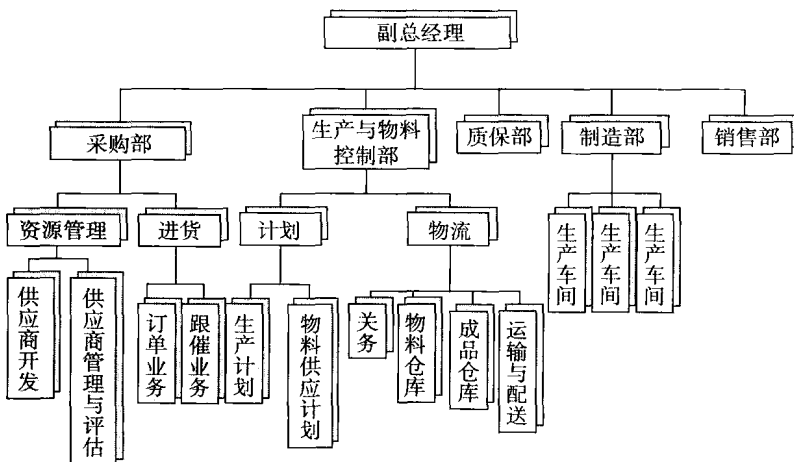 副总经理
采购部
生产与物料
控制部
质保部
制造部
销售部
资源管理
进货
计划
物流
生产车间
生产车间
生产车间
供应商开发
供应商管理与评估
订单业务
跟催业务
生产计划
物料供应计划
关务
物料仓库
成品仓库
运输与配送